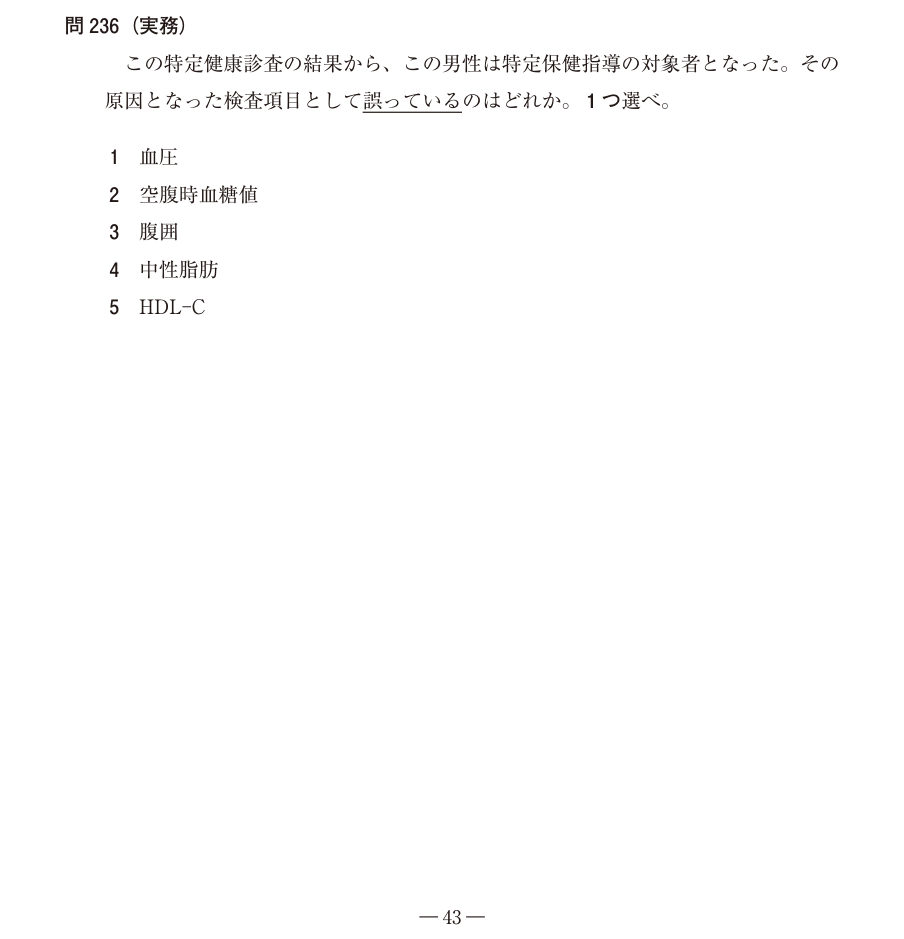 問 236（実務）
この特定健康診査の結果から、この男性は特定保健指導の対象者となった。その
原因となった検査項目として誤っているのはどれか。1つ選べ。
1 血圧
2 空腹時血糖値
3 腹囲
4 中性脂肪
5 HDL-C
— 43 —